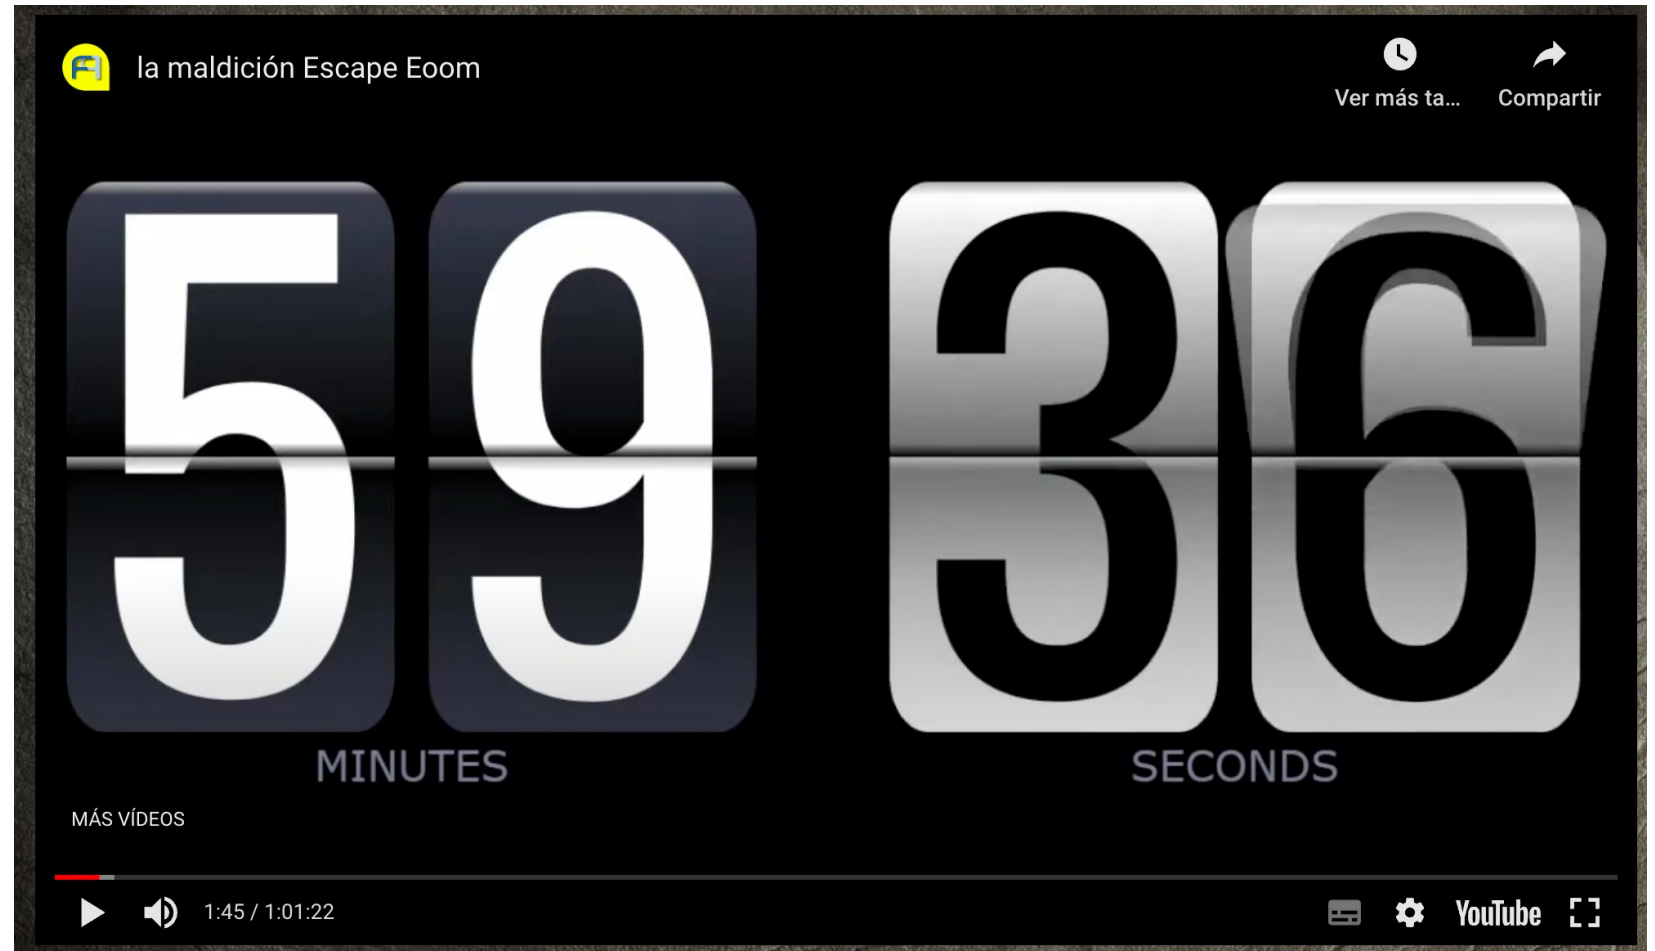 la maldición Escape Eoom
Ver más ta...
Compartir
59 36
MINUTES SECONDS
MÁS VÍDEOS
1:45 / 1:01:22
YouTube